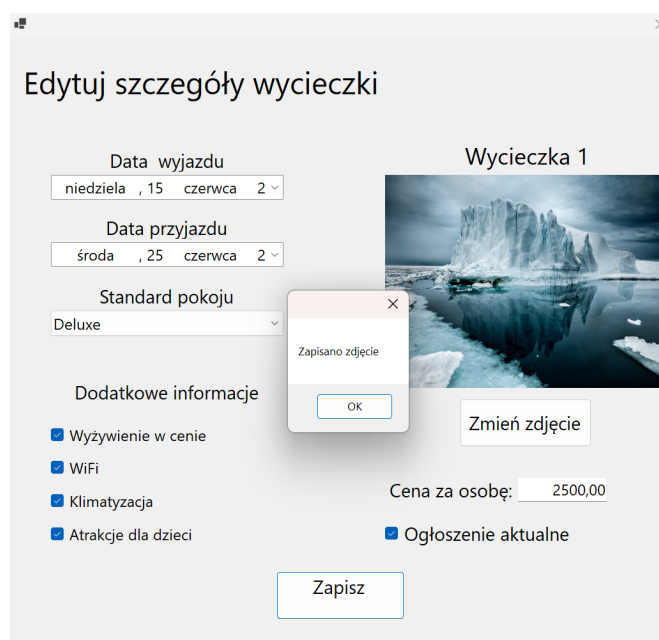 Edytuj szczegóły wycieczki
Data wyjazdu
niedziela , 15 czerwca 2
Data przyjazdu
środa , 25 czerwca 2
Standard pokoju
Deluxe
Dodatkowe informacje
Wyżywienie w cenie
WiFi
Klimatyzacja
Atrakcje dla dzieci
Zapisano zdjęcie
OK
Wycieczka 1
Zmień zdjęcie
Cena za osobę: 2500,00
Ogłoszenie aktualne
Zapisz